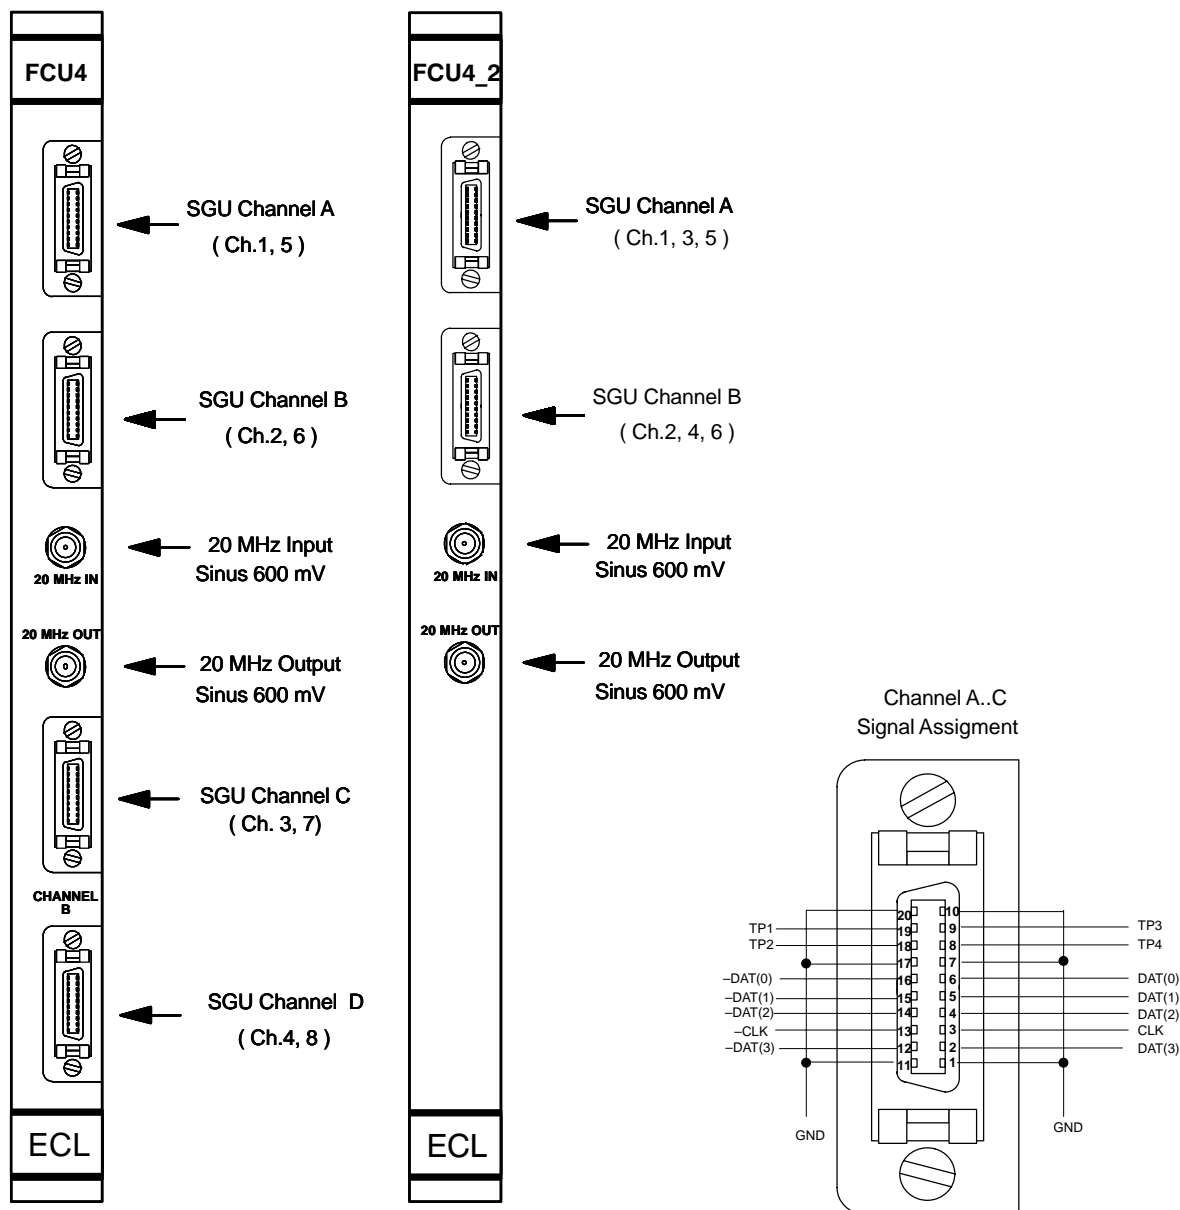 FCU4
SGU Channel A
( Ch.1, 5 )
SGU Channel B
( Ch.2, 6 )
20 MHz IN
20 MHz Input
Sinus 600 mV
20 MHz OUT
20 MHz Output
Sinus 600 mV
SGU Channel C
( Ch. 3, 7)
CHANNEL
B
SGU Channel D
( Ch.4, 8 )
ECL
FCU4_2
SGU Channel A
( Ch.1, 3, 5 )
SGU Channel B
( Ch.2, 4, 6 )
20 MHz IN
20 MHz Input
Sinus 600 mV
20 MHz OUT
20 MHz Output
Sinus 600 mV
ECL
Channel A..C
Signal Assigment
20 10
TP1 19 9 TP3
TP2 18 8 TP4
17 7
–DAT(0) 16 6 DAT(0)
–DAT(1) 15 5 DAT(1)
–DAT(2) 14 4 DAT(2)
–CLK 13 3 CLK
–DAT(3) 12 2 DAT(3)
11 1
GND GND